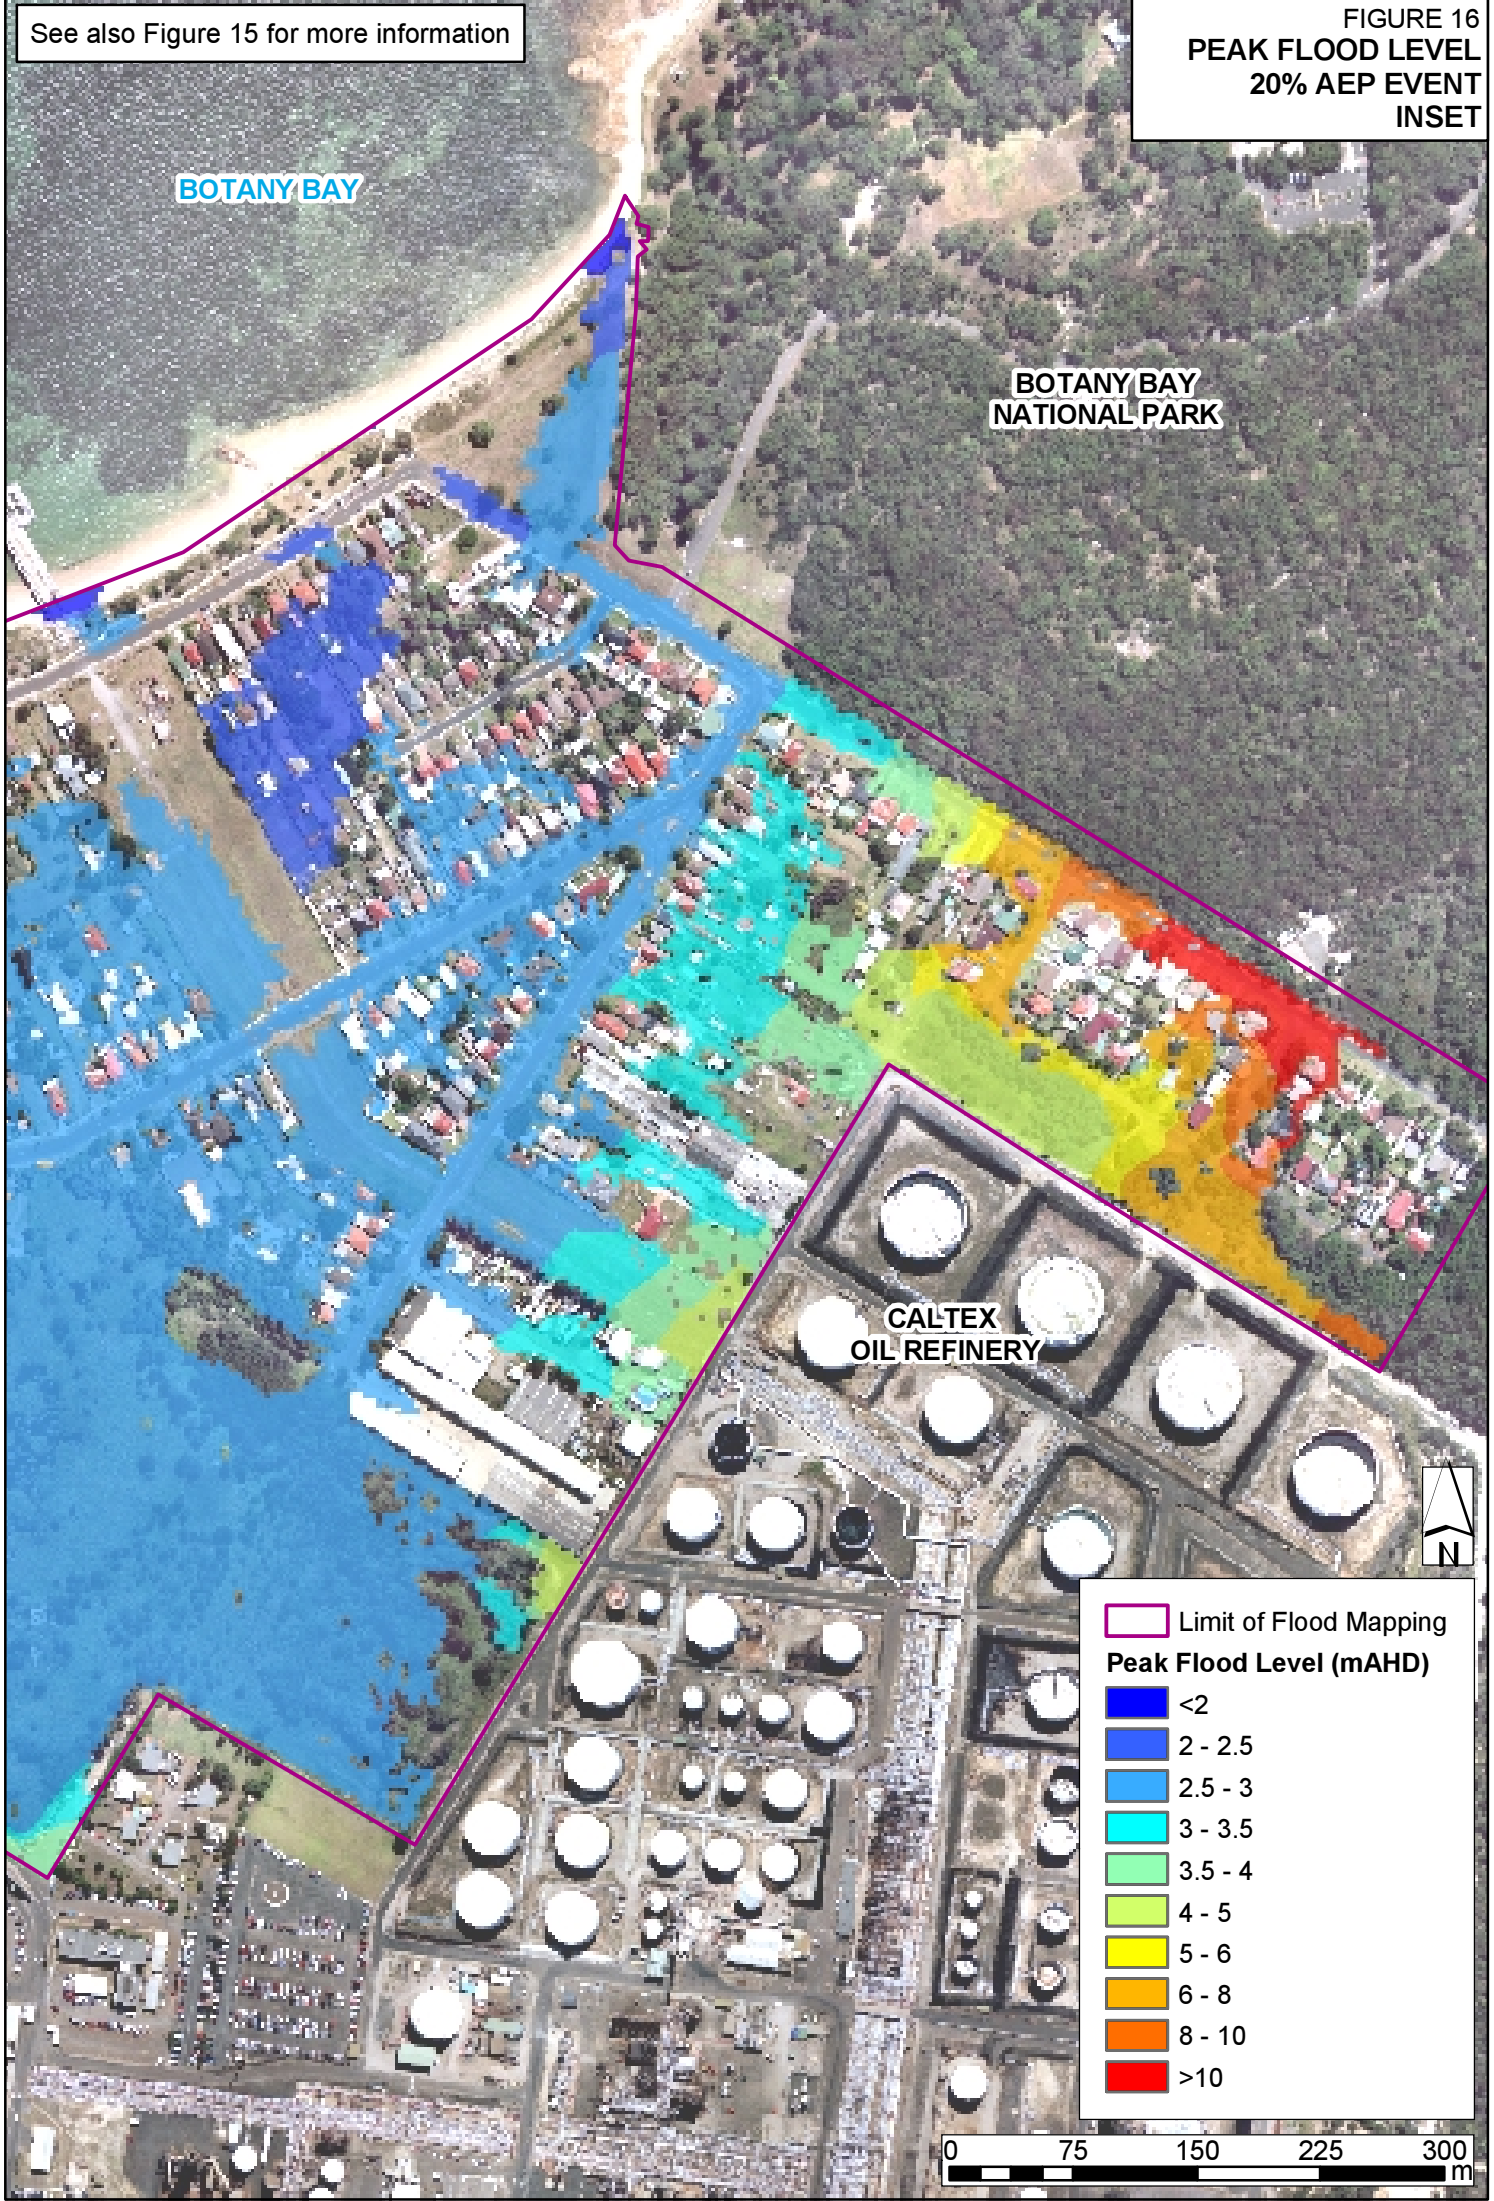 See also Figure 15 for more information
FIGURE 16
PEAK FLOOD LEVEL
20% AEP EVENT
INSET
BOTANY BAY
BOTANY BAY
NATIONAL PARK
CALTEX
OIL REFINERY
N
Limit of Flood Mapping
Peak Flood Level (mAHD)
<2
2 - 2.5
2.5 - 3
3 - 3.5
3.5 - 4
4 - 5
5 - 6
6 - 8
8 - 10
>10
0 75 150 225 300
m